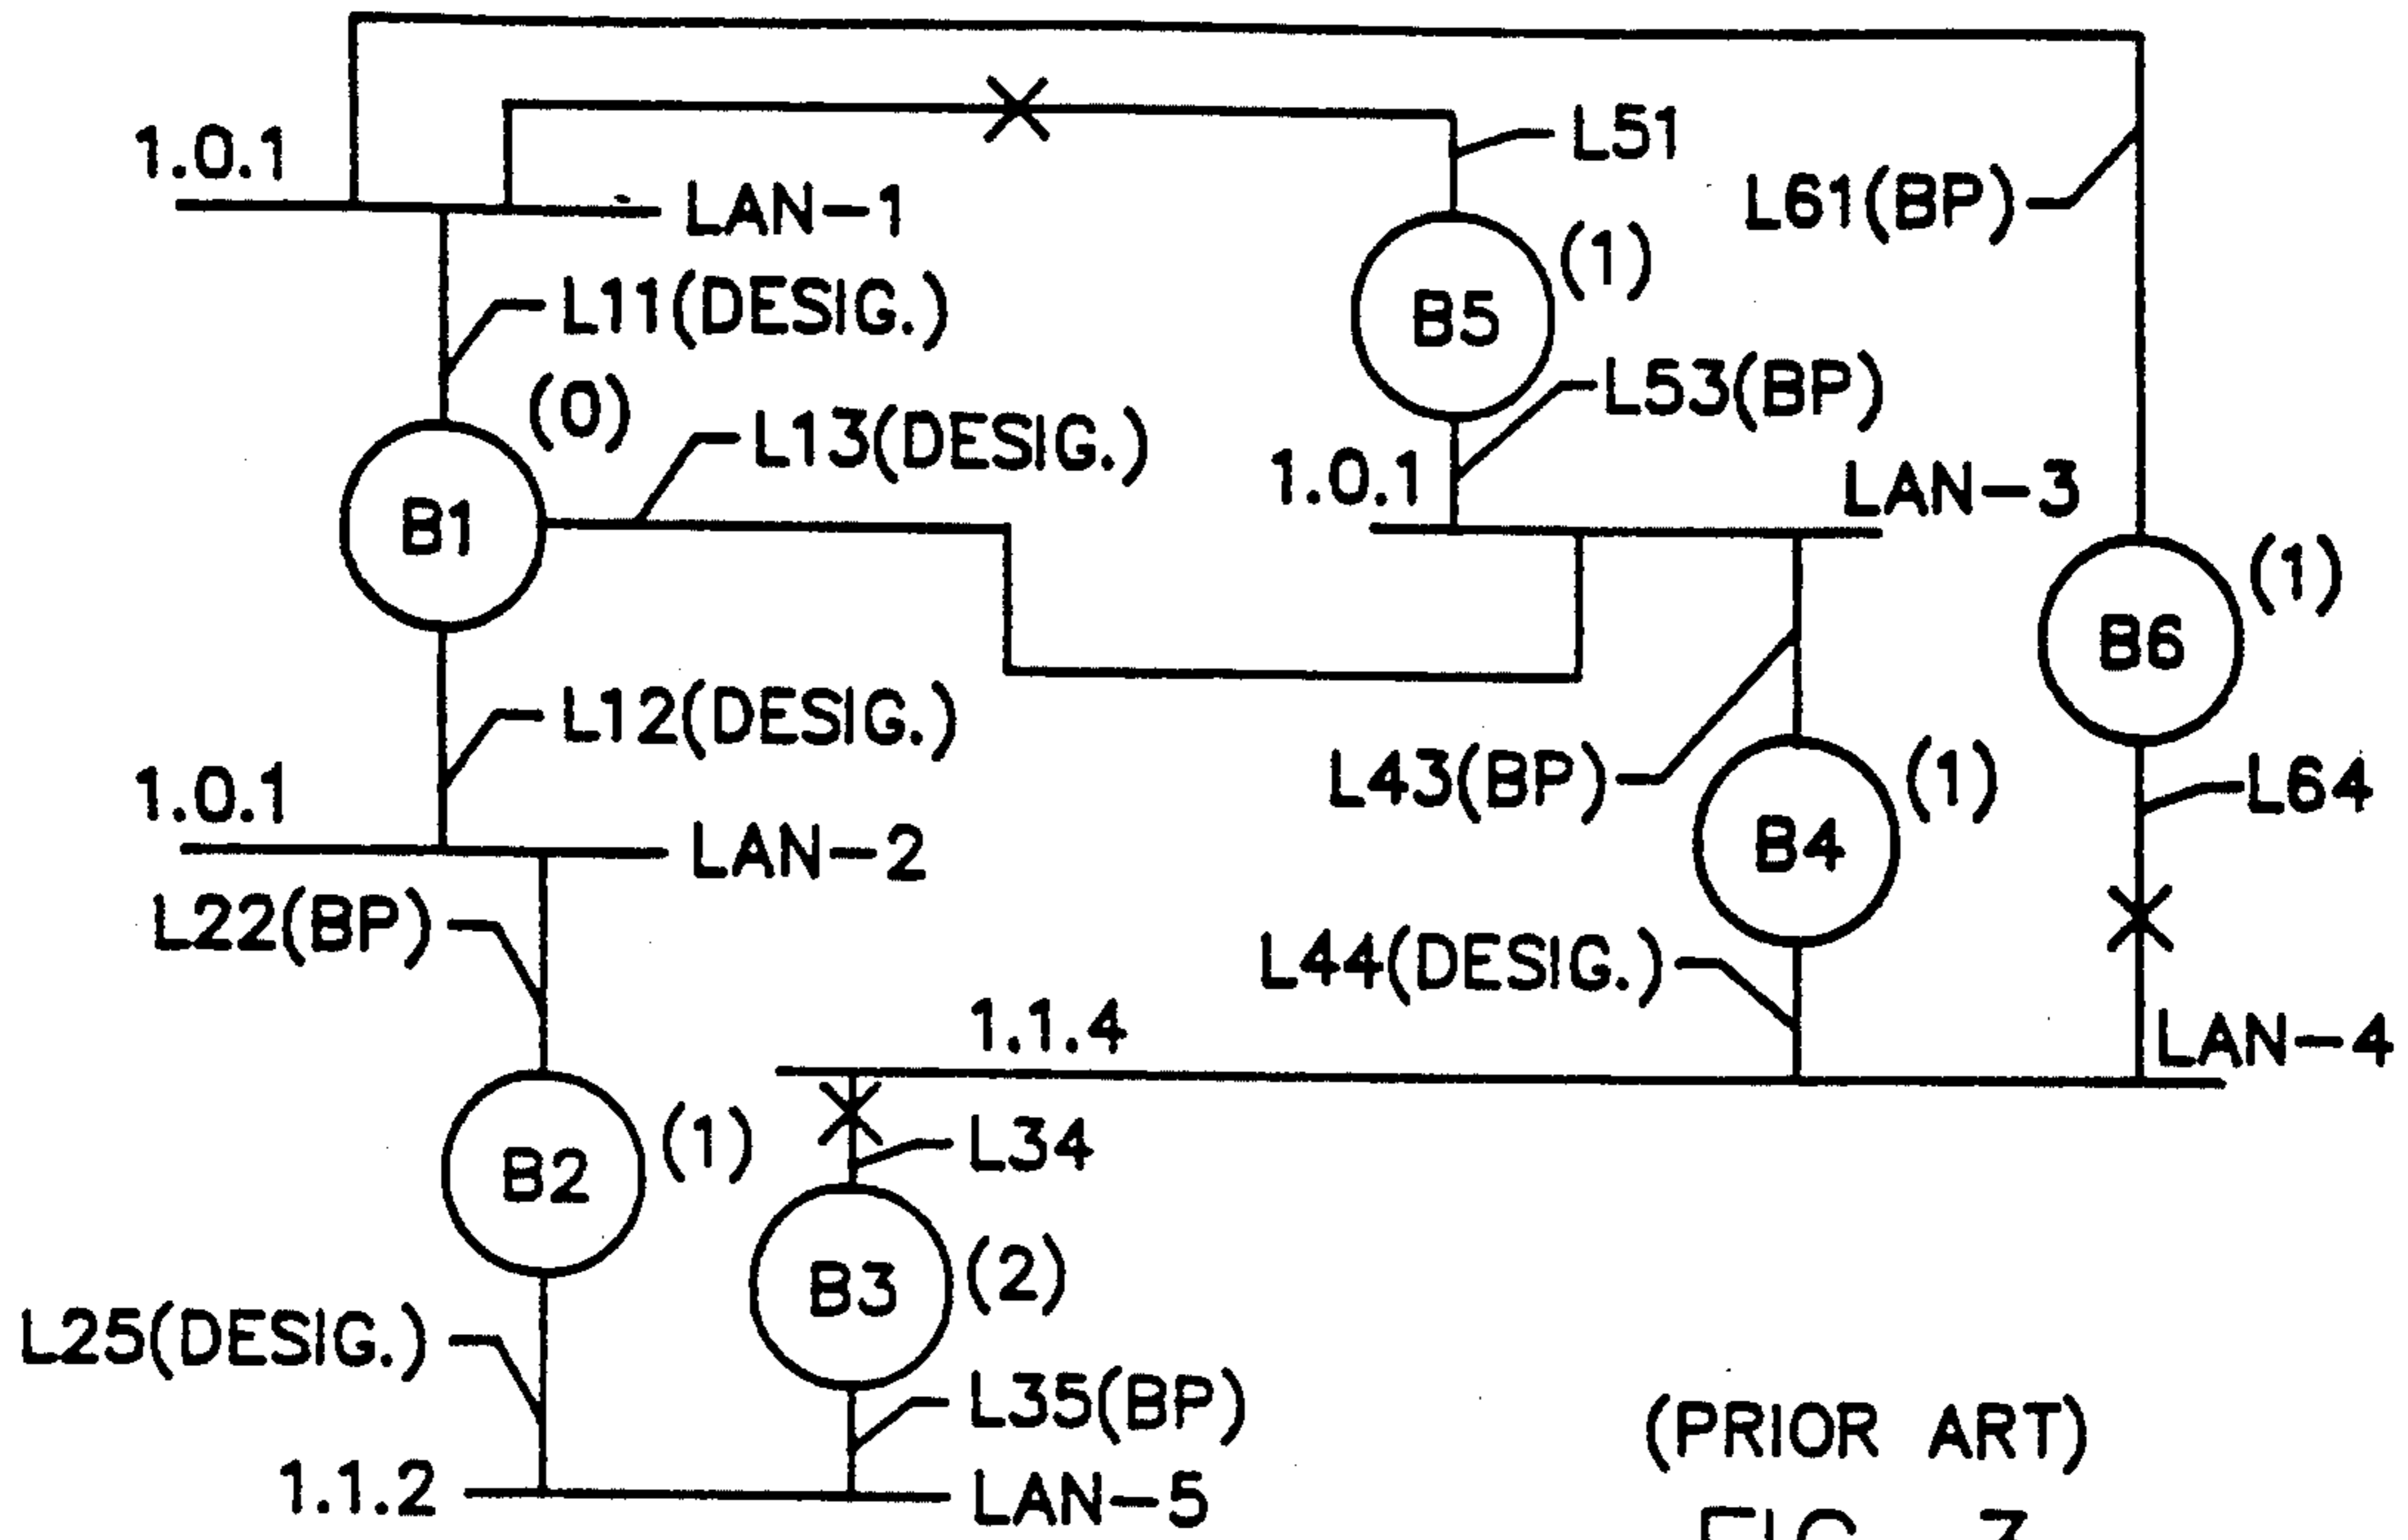 1.0.1
LAN-1
L51
L61(BP)
L11(DESIG.)
(1)
B5
(0)
L13(DESIG.)
L53(BP)
1.0.1
LAN-3
B1
(1)
B6
L12(DESIG.)
1.0.1
L43(BP)
(1)
L64
LAN-2
B4
L22(BP)
L44(DESIG.)
1.1.4
LAN-4
L34
(1)
B2
B3
(2)
L25(DESIG.)
L35(BP)
1.1.2
LAN-5
(PRIOR ART)